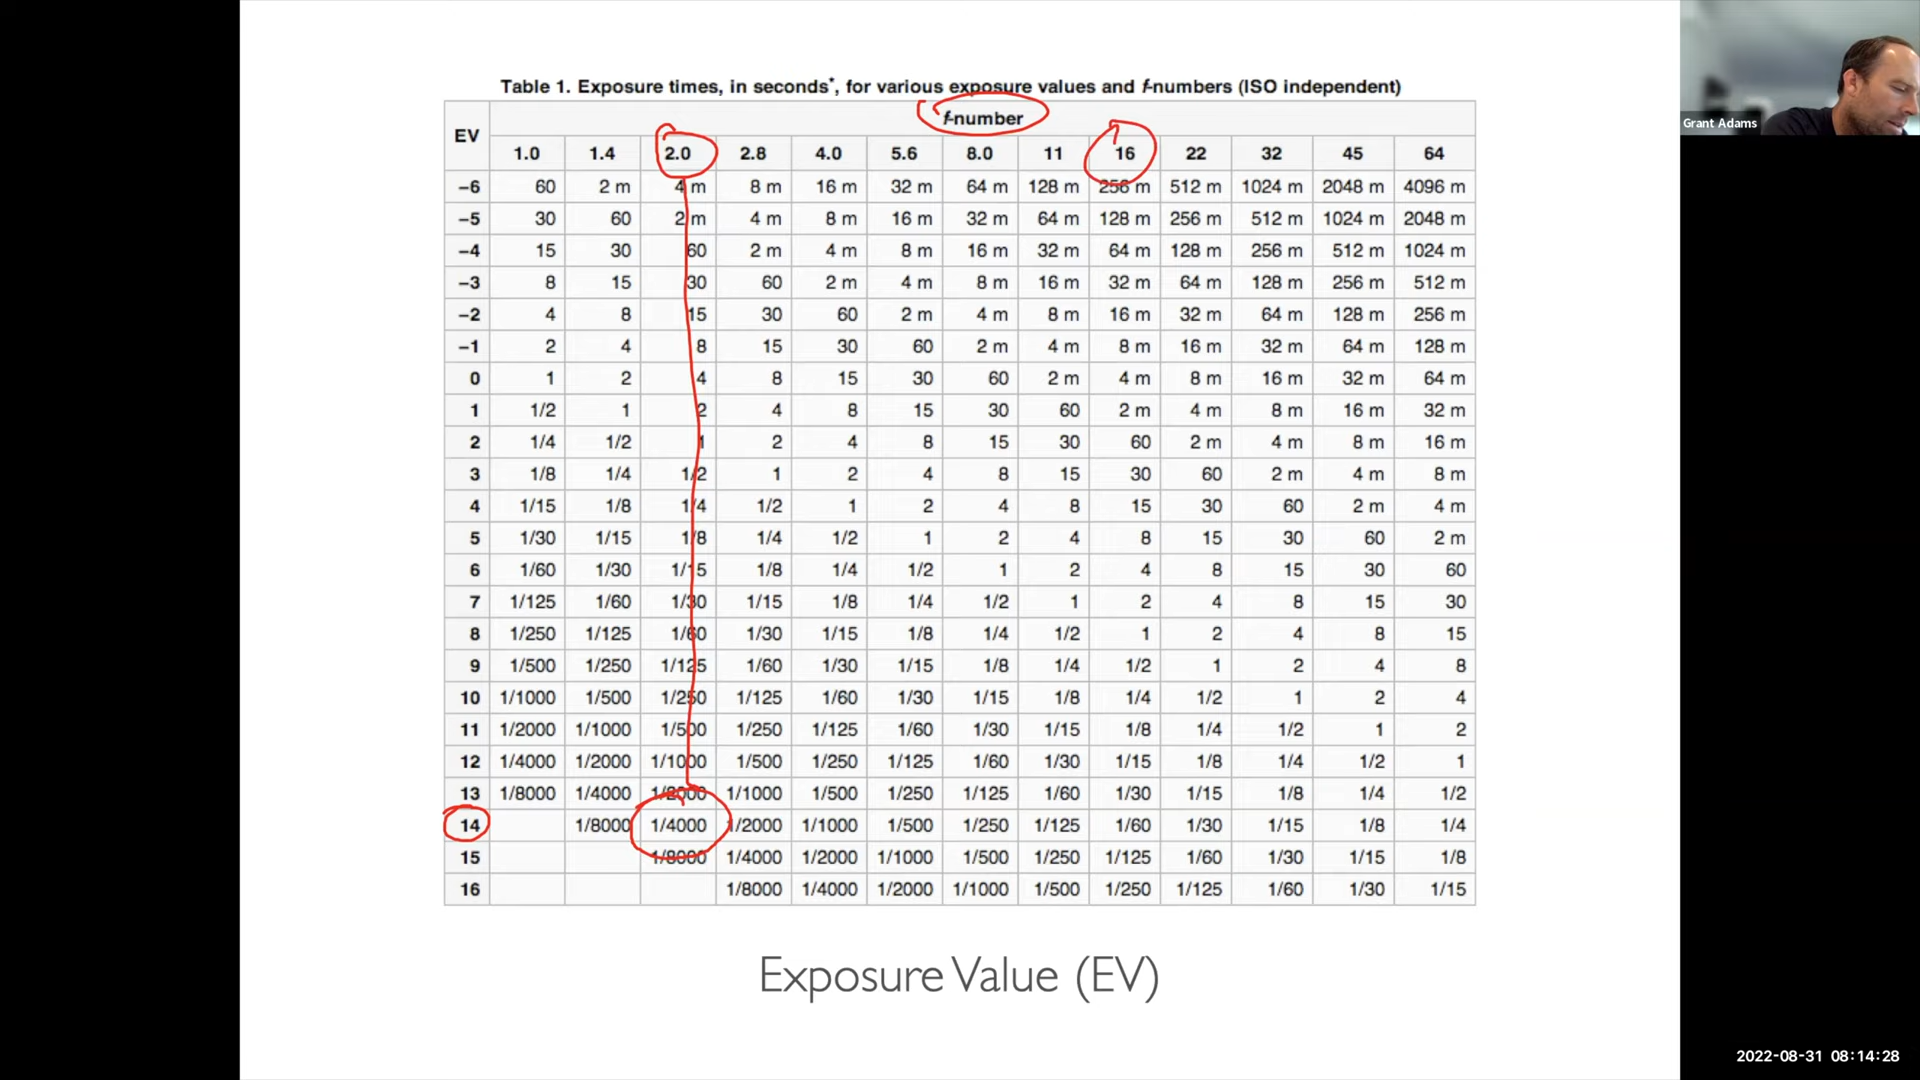 Table 1. Exposure times, in seconds*, for various exposure values and f-numbers (ISO independent)
EV f-number
1.0 1.4 2.0 2.8 4.0 5.6 8.0 11 16 22 32 45 64
−6 60 2 m 4 m 8 m 16 m 32 m 64 m 128 m 256 m 512 m 1024 m 2048 m 4096 m
−5 30 60 2 m 4 m 8 m 16 m 32 m 64 m 128 m 256 m 512 m 1024 m 2048 m
−4 15 30 60 2 m 4 m 8 m 16 m 32 m 64 m 128 m 256 m 512 m 1024 m
−3 8 15 30 60 2 m 4 m 8 m 16 m 32 m 64 m 128 m 256 m 512 m
−2 4 8 15 30 60 2 m 4 m 8 m 16 m 32 m 64 m 128 m 256 m
−1 2 4 8 15 30 60 2 m 4 m 8 m 16 m 32 m 64 m 128 m
0 1 2 4 8 15 30 60 2 m 4 m 8 m 16 m 32 m 64 m
1 1/2 1 2 4 8 15 30 60 2 m 4 m 8 m 16 m 32 m
2 1/4 1/2 1 2 4 8 15 30 60 2 m 4 m 8 m 16 m
3 1/8 1/4 1/2 1 2 4 8 15 30 60 2 m 4 m 8 m
4 1/15 1/8 1/4 1/2 1 2 4 8 15 30 60 2 m 4 m
5 1/30 1/15 1/8 1/4 1/2 1 2 4 8 15 30 60 2 m
6 1/60 1/30 1/15 1/8 1/4 1/2 1 2 4 8 15 30 60
7 1/125 1/60 1/30 1/15 1/8 1/4 1/2 1 2 4 8 15 30
8 1/250 1/125 1/60 1/30 1/15 1/8 1/4 1/2 1 2 4 8 15
9 1/500 1/250 1/125 1/60 1/30 1/15 1/8 1/4 1/2 1 2 4 8
10 1/1000 1/500 1/250 1/125 1/60 1/30 1/15 1/8 1/4 1/2 1 2 4
11 1/2000 1/1000 1/500 1/250 1/125 1/60 1/30 1/15 1/8 1/4 1/2 1 2
12 1/4000 1/2000 1/1000 1/500 1/250 1/125 1/60 1/30 1/15 1/8 1/4 1/2 1
13 1/8000 1/4000 1/2000 1/1000 1/500 1/250 1/125 1/60 1/30 1/15 1/8 1/4 1/2
14 1/8000 1/4000 1/2000 1/1000 1/500 1/250 1/125 1/60 1/30 1/15 1/8 1/4
15 1/8000 1/4000 1/2000 1/1000 1/500 1/250 1/125 1/60 1/30 1/15 1/8
16 1/8000 1/4000 1/2000 1/1000 1/500 1/250 1/125 1/60 1/30 1/15
Exposure Value (EV)
Grant Adams
2022-08-31 08:14:28